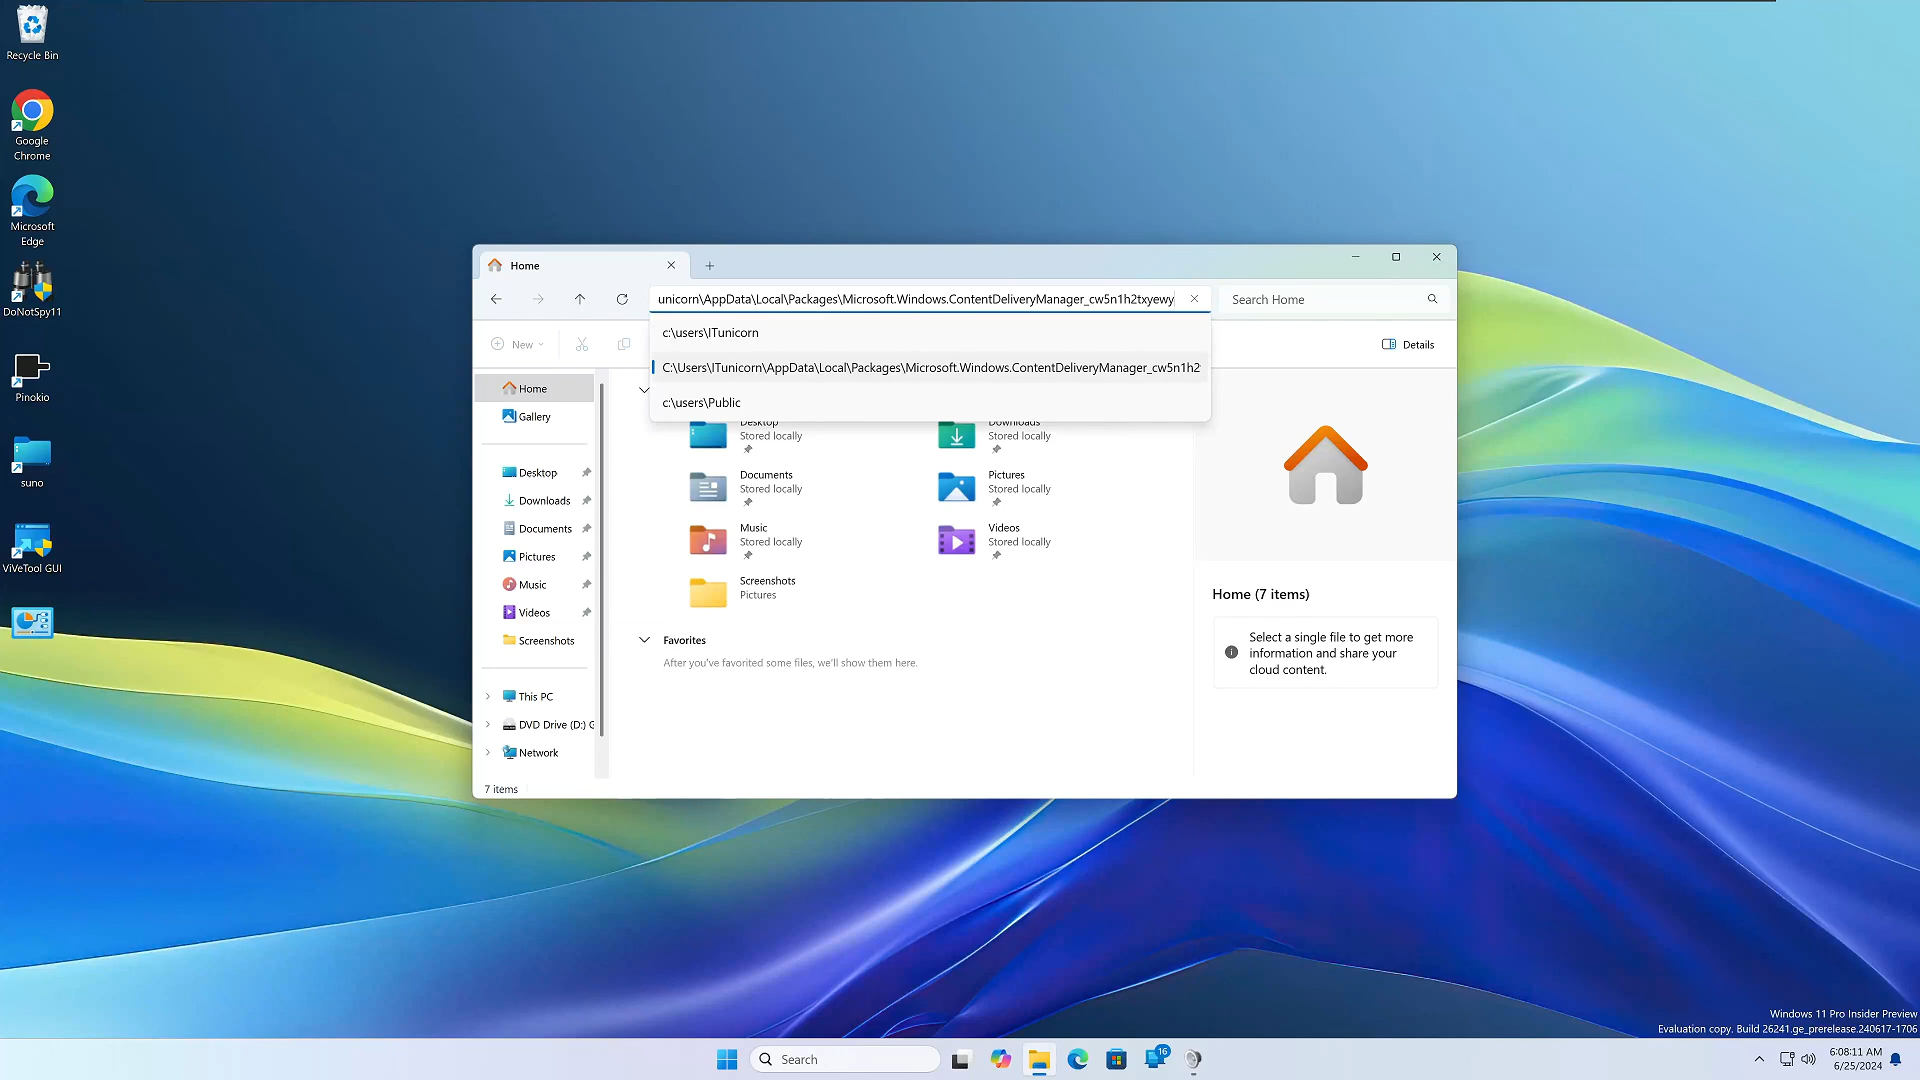 Recycle Bin
Google
Chrome
Microsoft
Edge
DoNotSpy11
Pinokio
suno
ViVeTool GUI
Home
unicorn\AppData\Local\Packages\Microsoft.Windows.ContentDeliveryManager_cw5n1h2txyewy
Search Home
c:\users\ITunicorn
C:\Users\ITunicorn\AppData\Local\Packages\Microsoft.Windows.ContentDeliveryManager_cw5n1h2
c:\users\Public
New
Details
Home
Gallery
Desktop
Downloads
Documents
Pictures
Music
Videos
Screenshots
This PC
DVD Drive (D:) G
Network
Desktop
Stored locally
Downloads
Stored locally
Documents
Stored locally
Pictures
Stored locally
Music
Stored locally
Videos
Stored locally
Screenshots
Pictures
Favorites
After you've favorited some files, we'll show them here.
Home (7 items)
Select a single file to get more
information and share your
cloud content.
7 items
Windows 11 Pro Insider Preview
Evaluation copy. Build 26241.ge_prerelease.240617-1706
Search
16
6:08:11 AM
6/25/2024